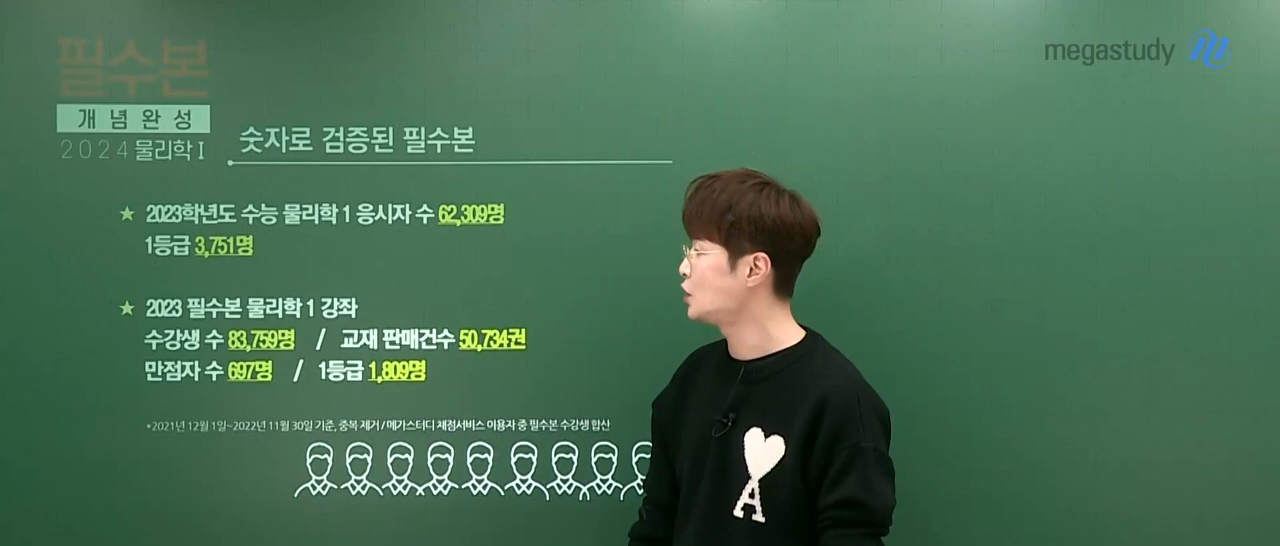 필수본
megastudy
개념완성
2024 물리학 I
숫자로 검증된 필수본
★ 2023학년도 수능 물리학 1 응시자 수 62,309명
1등급 3,751명
★ 2023 필수본 물리학 1 강좌
수강생 수 83,759명 / 교재 판매건수 50,734권
만점자 수 697명 / 1등급 1,809명
*2021년 12월 1일~2022년 11월 30일 기준, 중복 제거 / 메가스터디 채점서비스 이용자 중 필수본 수강생 합산
A